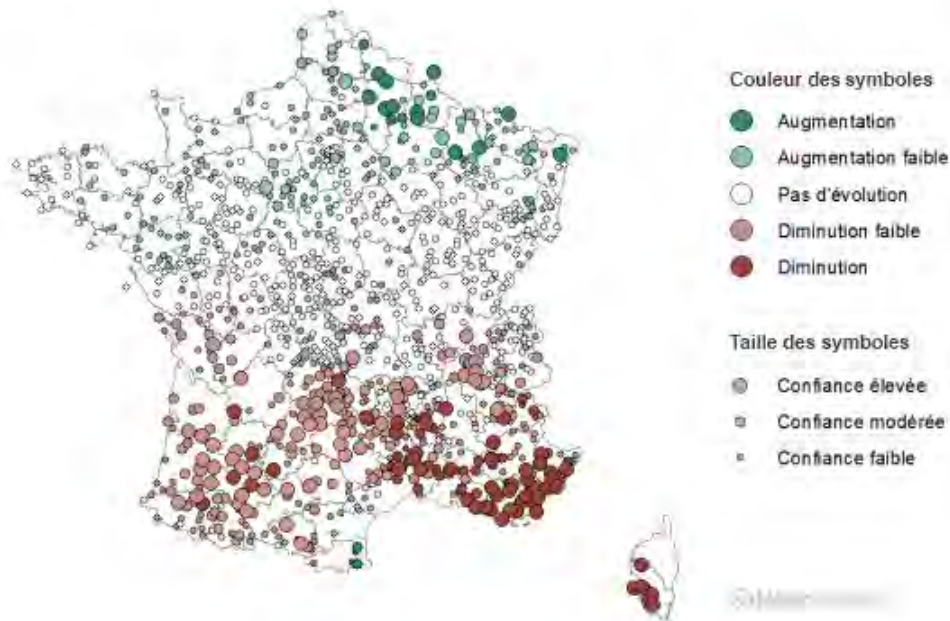 Couleur des symboles
Augmentation
Augmentation faible
Pas d'évolution
Diminution faible
Diminution
Taille des symboles
Confiance élevée
Confiance modérée
Confiance faible